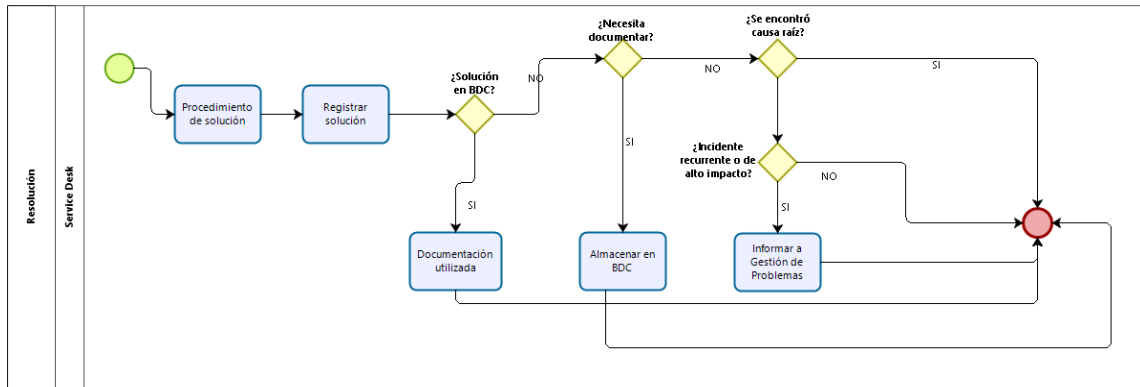 Resolución
Service Desk
Procedimiento
de solución
Registrar
solución
¿Solución
en BDC?
NO
SI
Documentación
utilizada
¿Necesita
documentar?
NO
SI
Almacenar en
BDC
¿Se encontró
causa raíz?
SI
¿Incidente
recurrente o de
alto impacto?
NO
SI
Informar a
Gestión de
Problemas